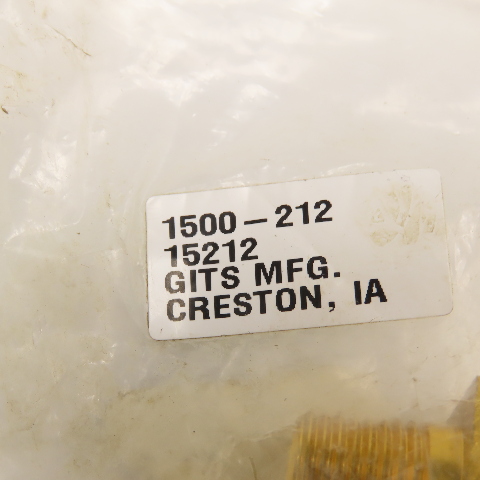 1500-212
15212
GITS MFG.
CRESTON, IA